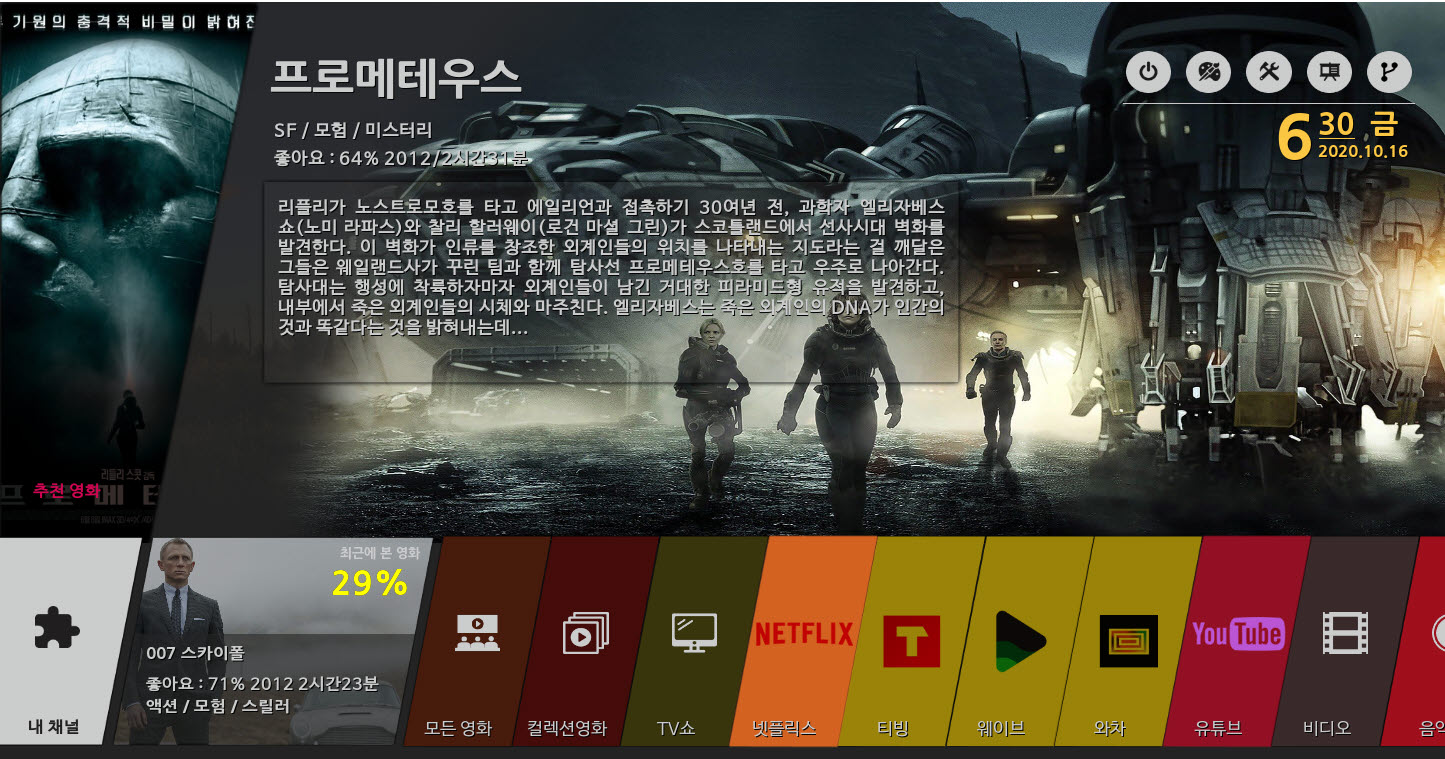 기원의 충격적 비밀이 밝혀진
프로메테우스
SF / 모험 / 미스터리
좋아요 : 64% 2012/2시간31분
6 30 금
2020.10.16
리플리가 노스트로모호를 타고 에일리언과 접촉하기 30여년 전, 과학자 엘리자베스
쇼(노미 라파스)와 찰리 할러웨이(로건 마셜 그린)가 스코틀랜드에서 선사시대 벽화를
발견한다. 이 벽화가 인류를 창조한 외계인들의 위치를 나타내는 지도라는 걸 깨달은
그들은 웨일랜드사가 꾸린 팀과 함께 탐사선 프로메테우스호를 타고 우주로 나아간다.
탐사대는 행성에 착륙하자마자 외계인들이 남긴 거대한 피라미드형 유적을 발견하고,
내부에서 죽은 외계인들의 시체와 마주친다. 엘리자베스는 죽은 외계인의 DNA가 인간의
것과 똑같다는 것을 밝혀내는데...
리들리 스콧 감독
추천 영화
프로메테
최근에 본 영화
29%
007 스카이폴
좋아요 : 71% 2012 2시간23분
액션 / 모험 / 스릴러
NETFLIX
T
YouTube
내 채널
모든 영화
컬렉션영화
TV쇼
넷플릭스
티빙
웨이브
와차
유튜브
비디오
음악